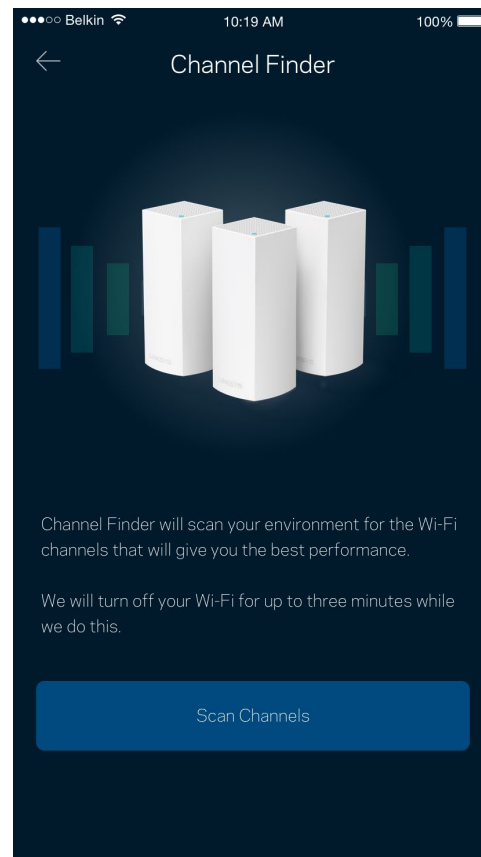 ●●●○○ Belkin 10:19 AM 100%
Channel Finder
Channel Finder will scan your environment for the Wi-Fi
channels that will give you the best performance.
We will turn off your Wi-Fi for up to three minutes while
we do this.
Scan Channels